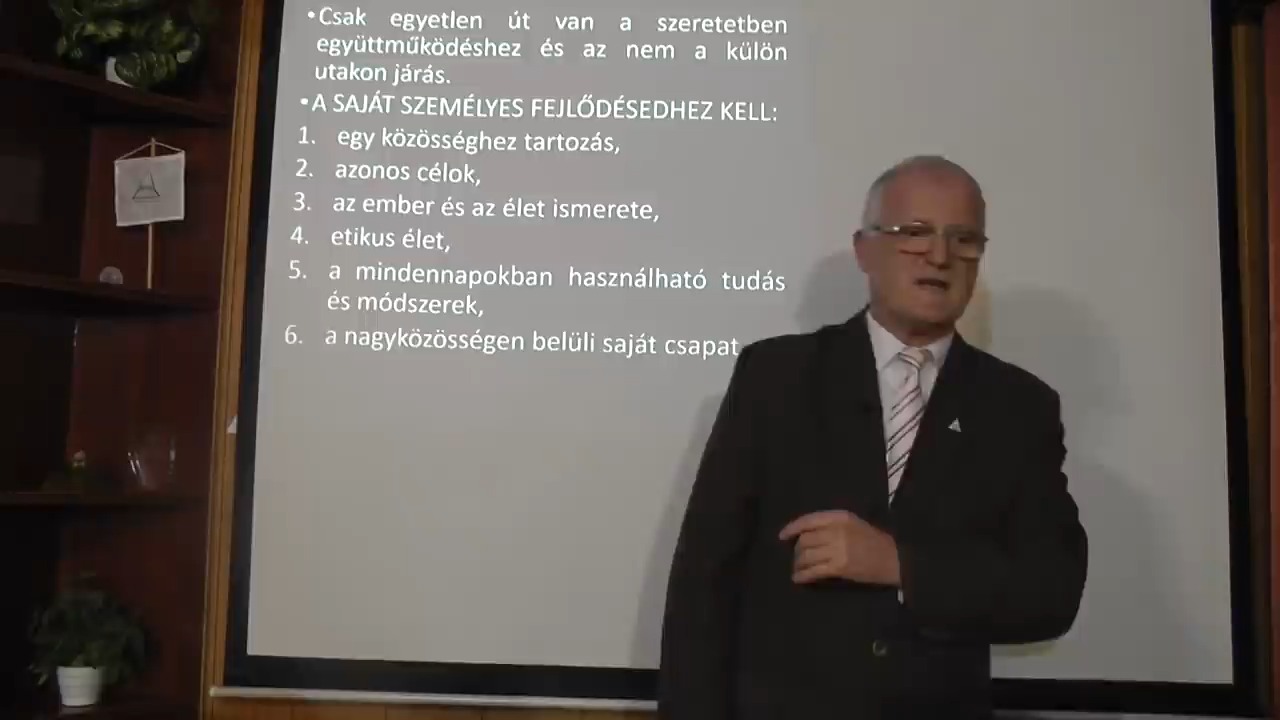 •Csak egyetlen út van a szeretetben
együttműködéshez és az nem a külön
utakon járás.
•A SAJÁT SZEMÉLYES FEJLŐDÉSEDHEZ KELL:
1. egy közösséghez tartozás,
2. azonos célok,
3. az ember és az élet ismerete,
4. etikus élet,
5. a mindennapokban használható tudás
és módszerek,
6. a nagyközösségen belüli saját csapat